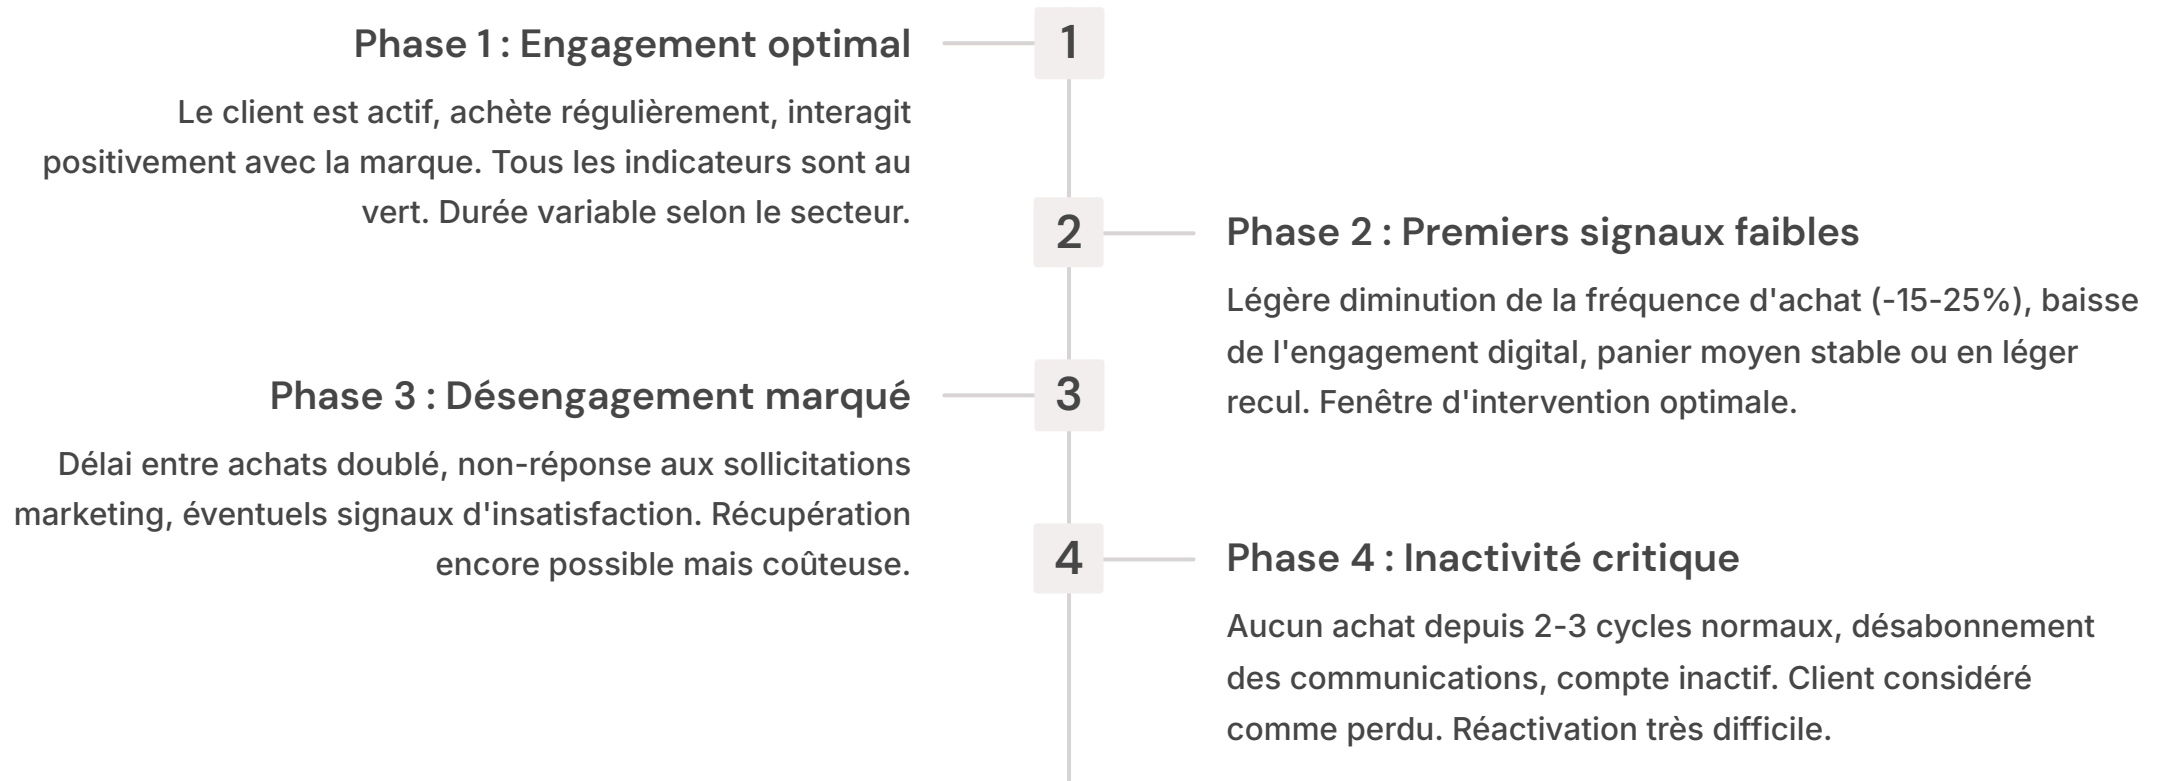 Phase 1 : Engagement optimal
1
Le client est actif, achète régulièrement, interagit
positivement avec la marque. Tous les indicateurs sont au
vert. Durée variable selon le secteur.
2
Phase 2 : Premiers signaux faibles
Légère diminution de la fréquence d'achat (-15-25%), baisse
de l'engagement digital, panier moyen stable ou en léger
recul. Fenêtre d'intervention optimale.
Phase 3 : Désengagement marqué
3
Délai entre achats doublé, non-réponse aux sollicitations
marketing, éventuels signaux d'insatisfaction. Récupération
encore possible mais coûteuse.
4
Phase 4 : Inactivité critique
Aucun achat depuis 2-3 cycles normaux, désabonnement
des communications, compte inactif. Client considéré
comme perdu. Réactivation très difficile.